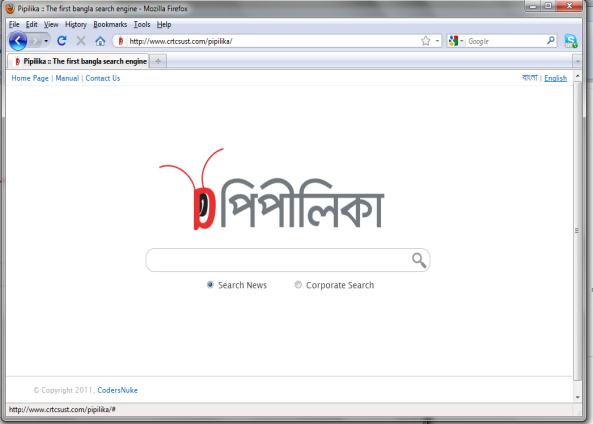 Pipilika :: The first bangla search engine - Mozilla Firefox
File Edit View History Bookmarks Tools Help
http://www.crtcsust.com/pipilika/ Google
Pipilika :: The first bangla search engine
Home Page | Manual | Contact Us বাংলা | English
পিপীলিকা
Search News Corporate Search
© Copyright 2011, CodersNuke
http://www.crtcsust.com/pipilika/#